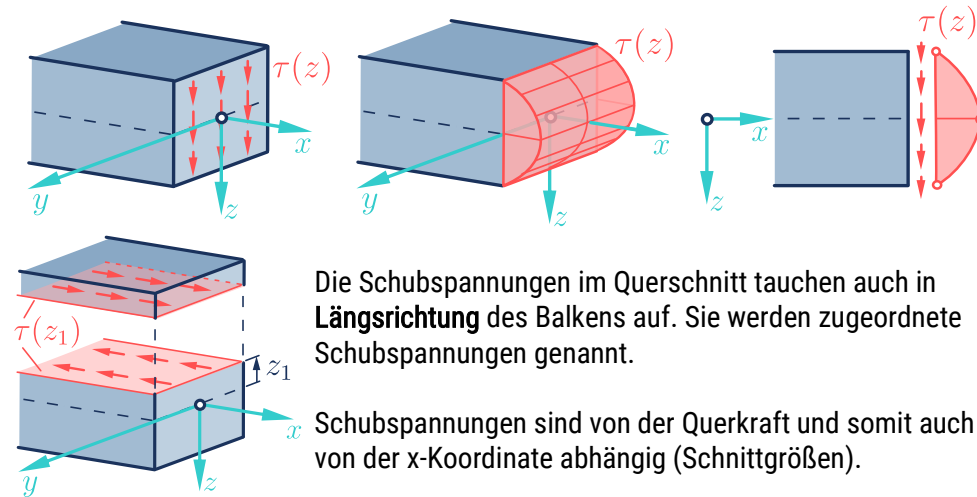 τ(z)
x
y
z
τ(z)
x
y
z
τ(z)
x
z
τ(z₁)
z₁
x
y
z
Die Schubspannungen im Querschnitt tauchen auch in
Längsrichtung des Balkens auf. Sie werden zugeordnete
Schubspannungen genannt.
Schubspannungen sind von der Querkraft und somit auch
von der x-Koordinate abhängig (Schnittgrößen).